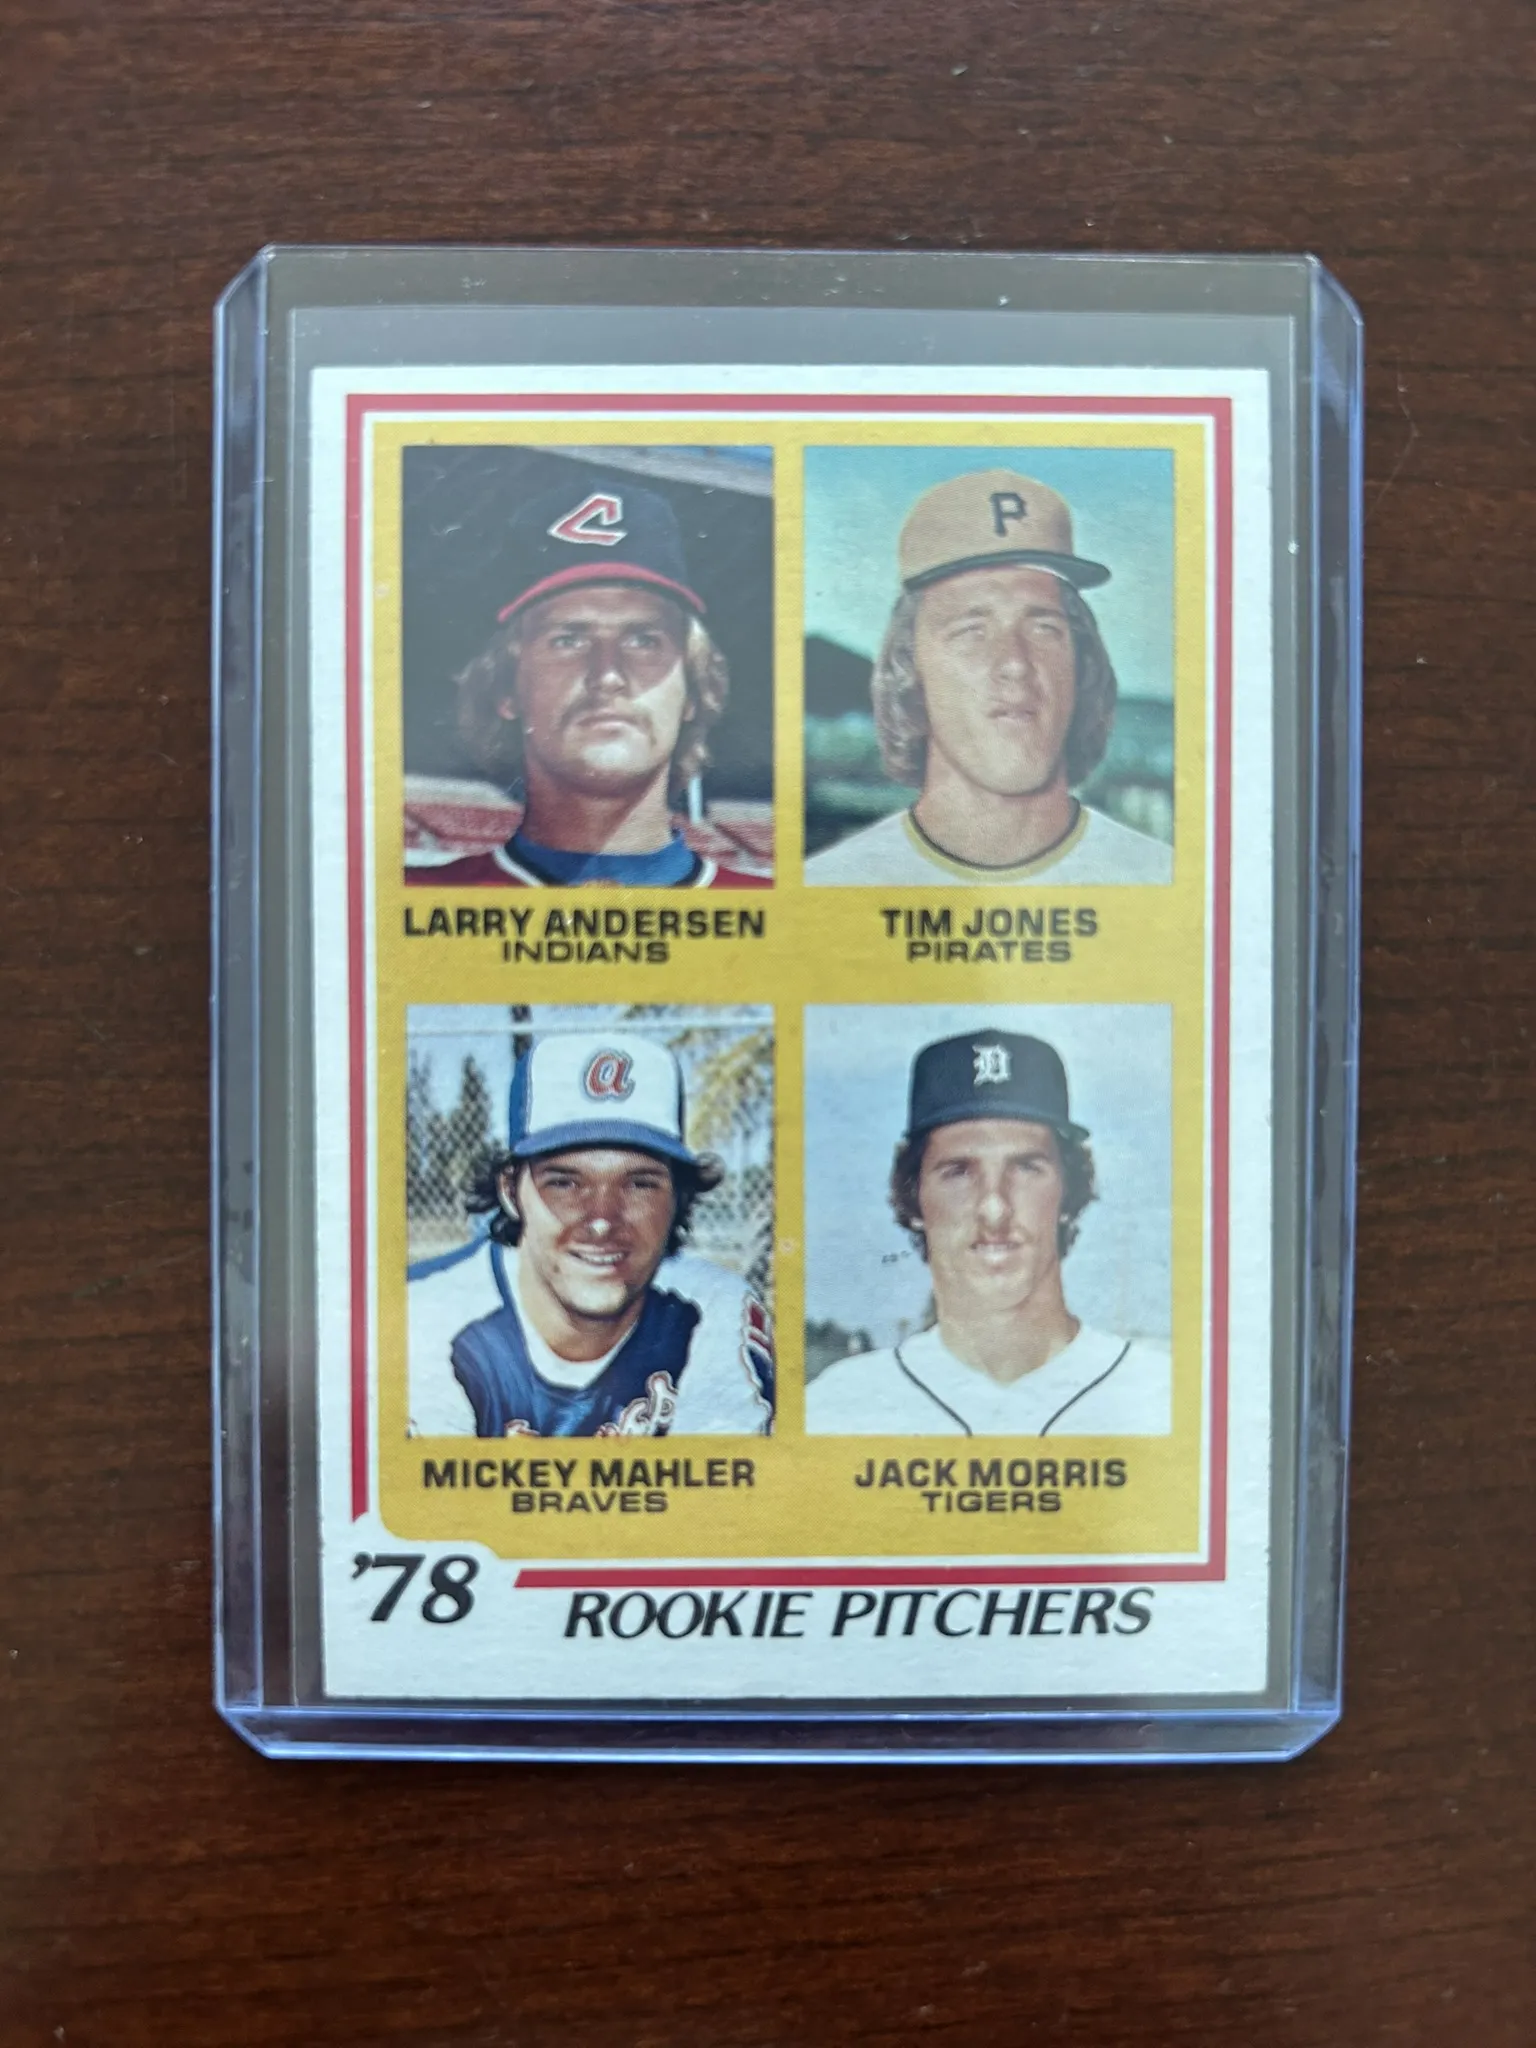 C
P
LARRY ANDERSEN
INDIANS
TIM JONES
PIRATES
a
D
MICKEY MAHLER
BRAVES
JACK MORRIS
TIGERS
'78
ROOKIE PITCHERS